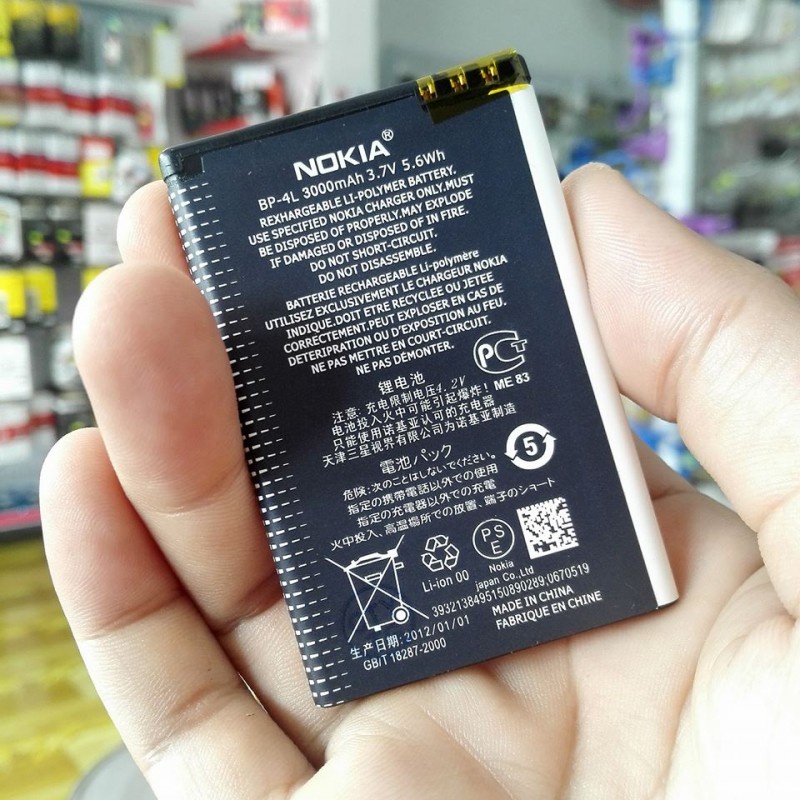 NOKIA®
BP-4L 3000mAh 3.7V 5.6Wh
REXHARGEABLE LI-POLYMER BATTERY.
USE SPECIFIED NOKIA CHARGER ONLY.MUST
BE DISPOSED OF PROPERLY.MAY EXPLODE
IF DAMAGED OR DISPOSED OF IN FIRE.
DO NOT SHORT-CIRCUIT.
DO NOT DISASSEMBLE.
BATTERIE RECHARGEABLE Li-polymère
UTILISEZ EXCLUSIVEMENT LE CHARGEUR NOKIA
INDIQUE.DOIT ETRE RECYCLEE OU JETEE
CORRECTEMENT.PEUT EXPLOSER EN CAS DE
DETERIPRATION OU D'EXPOSITION AU FEU.
NE PAS METTRE EN COURT-CIRCUIT.
NE PAS DÉMONTER.
PCT
ME 83
锂电池
注意:充电限制电压4.2V
电池投入火中可能引起爆炸!
只能使用诺基亚认可的充电器
天津三星视界有限公司为诺基亚制造
5
電池パック
危険:次のことはしないでください。
指定の携帶電話以外での使用
指定の充電器以外での充電
火中投入、高温場所での放置、端子のショート
Li-ion 00
PS
E
Nokia
japan Co.,Ltd
3932138495150890289;0670519
MADE IN CHINA
FABRIQUE EN CHINE
生产日期:2012/01/01
GB/T 18287-2000